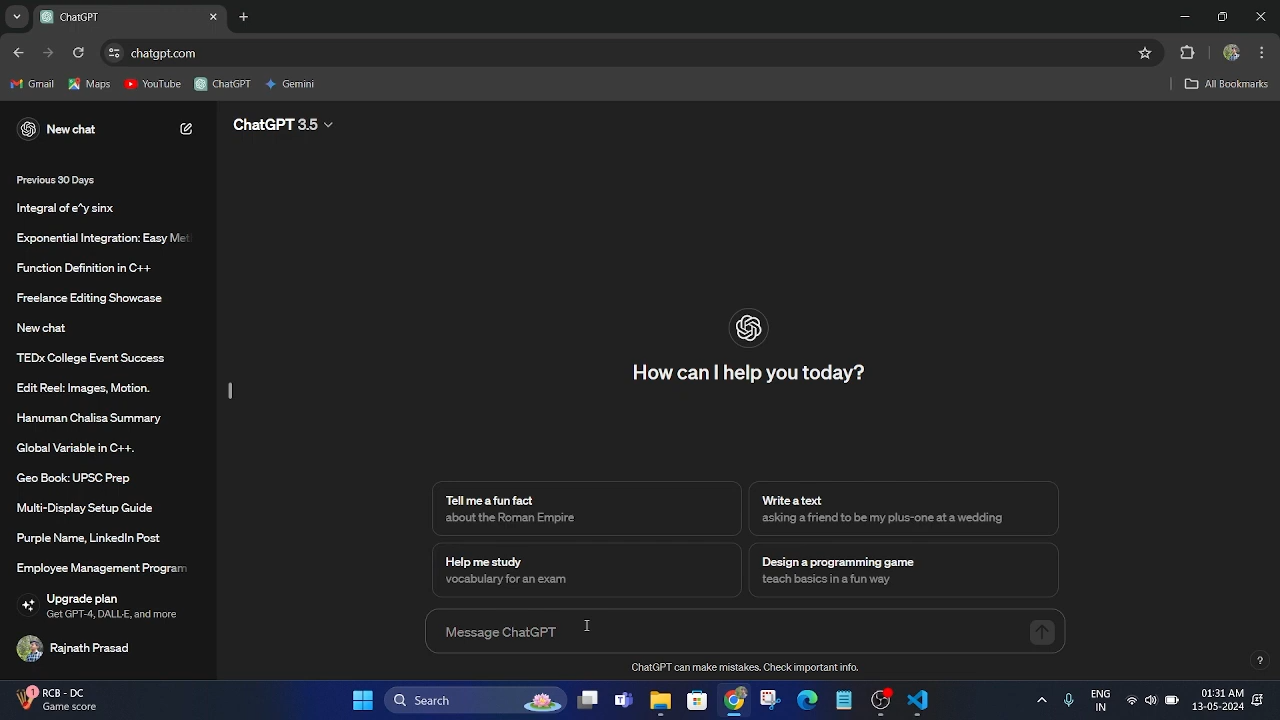 ChatGPT
chatgpt.com
Gmail
Maps
YouTube
ChatGPT
Gemini
All Bookmarks
New chat
Previous 30 Days
Integral of e^y sinx
Exponential Integration: Easy Met
Function Definition in C++
Freelance Editing Showcase
New chat
TEDx College Event Success
Edit Reel: Images, Motion.
Hanuman Chalisa Summary
Global Variable in C++.
Geo Book: UPSC Prep
Multi-Display Setup Guide
Purple Name, LinkedIn Post
Employee Management Program
Upgrade plan
Get GPT-4, DALL·E, and more
Rajnath Prasad
ChatGPT 3.5
How can I help you today?
Tell me a fun fact
about the Roman Empire
Write a text
asking a friend to be my plus-one at a wedding
Help me study
vocabulary for an exam
Design a programming game
teach basics in a fun way
Message ChatGPT
ChatGPT can make mistakes. Check important info.
?
1
RCB - DC
Game score
Search
ENG
IN
01:31 AM
13-05-2024